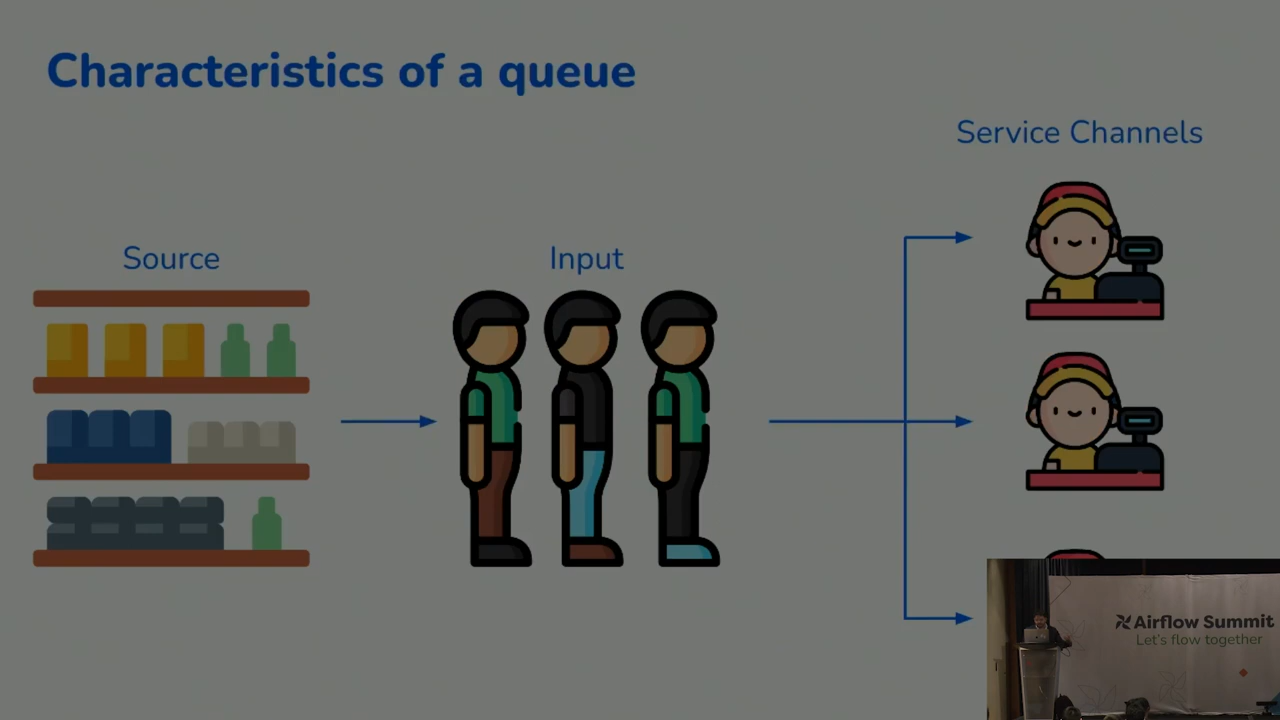 Characteristics of a queue
Service Channels
Source
Input
Airflow Summit
Let's flow together